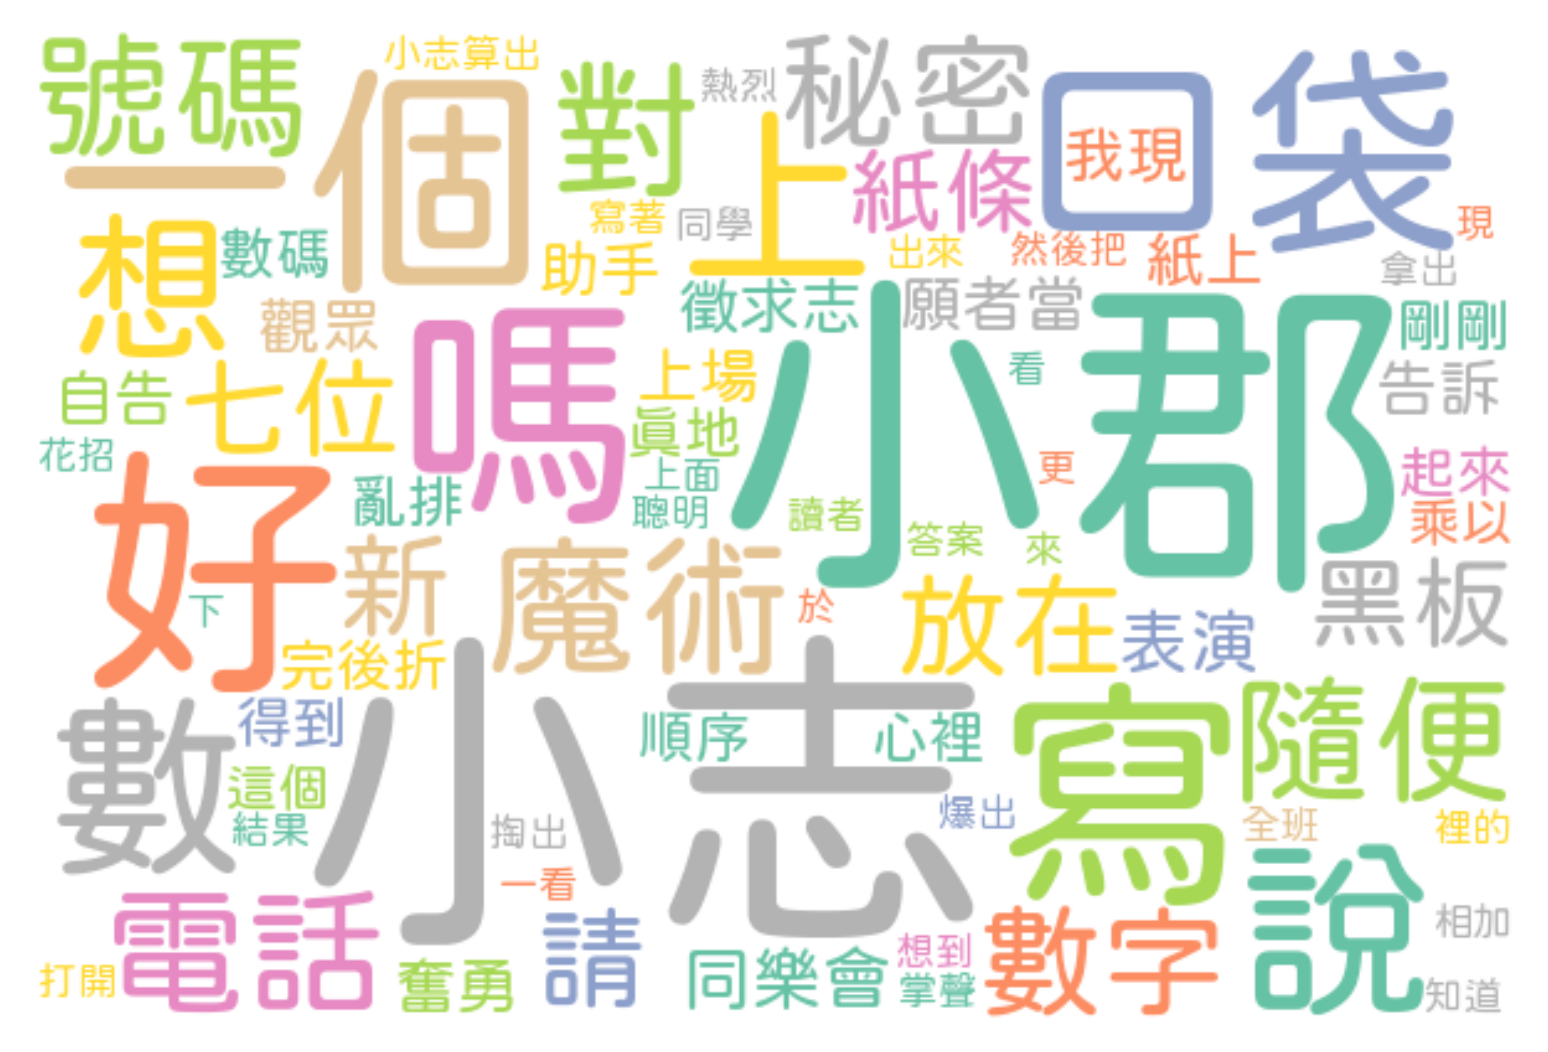 號碼
小志算出
一個
對
熱烈
秘密
口袋
我現
上
紙條
寫著
同學
想
數碼
助手
出來
然後把
紙上
現
拿出
觀眾
徵求志
願者當
小郡
剛剛
自告
七位
嗎
上場
看
告訴
眞地
花招
上面
更
起來
好
亂排
聰明
讀者
答案
來
乘以
新
魔術
於
放在
表演
黑板
下
完後折
小志
數
得到
順序
心裡
寫
隨便
這個
結果
掏出
爆出
全班
裡的
一看
電話
請
說
數字
想到
相加
打開
奮勇
同樂會
掌聲
知道